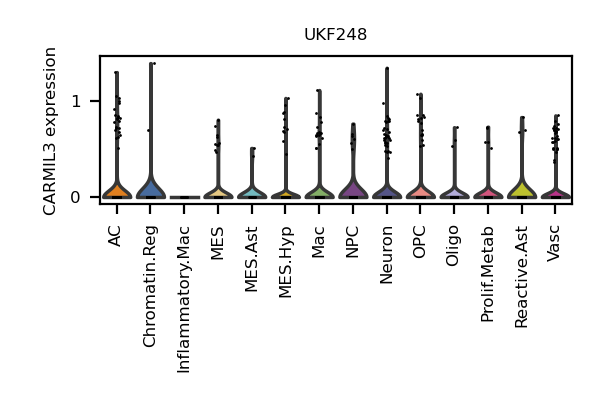 UKF248
CARMIL3 expression
1
0
AC
Chromatin.Reg
Inflammatory.Mac
MES
MES.Ast
MES.Hyp
Mac
NPC
Neuron
OPC
Oligo
Prolif.Metab
Reactive.Ast
Vasc